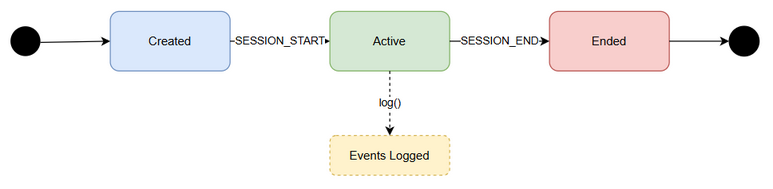 Created
SESSION_START
Active
SESSION_END
Ended
log()
Events Logged